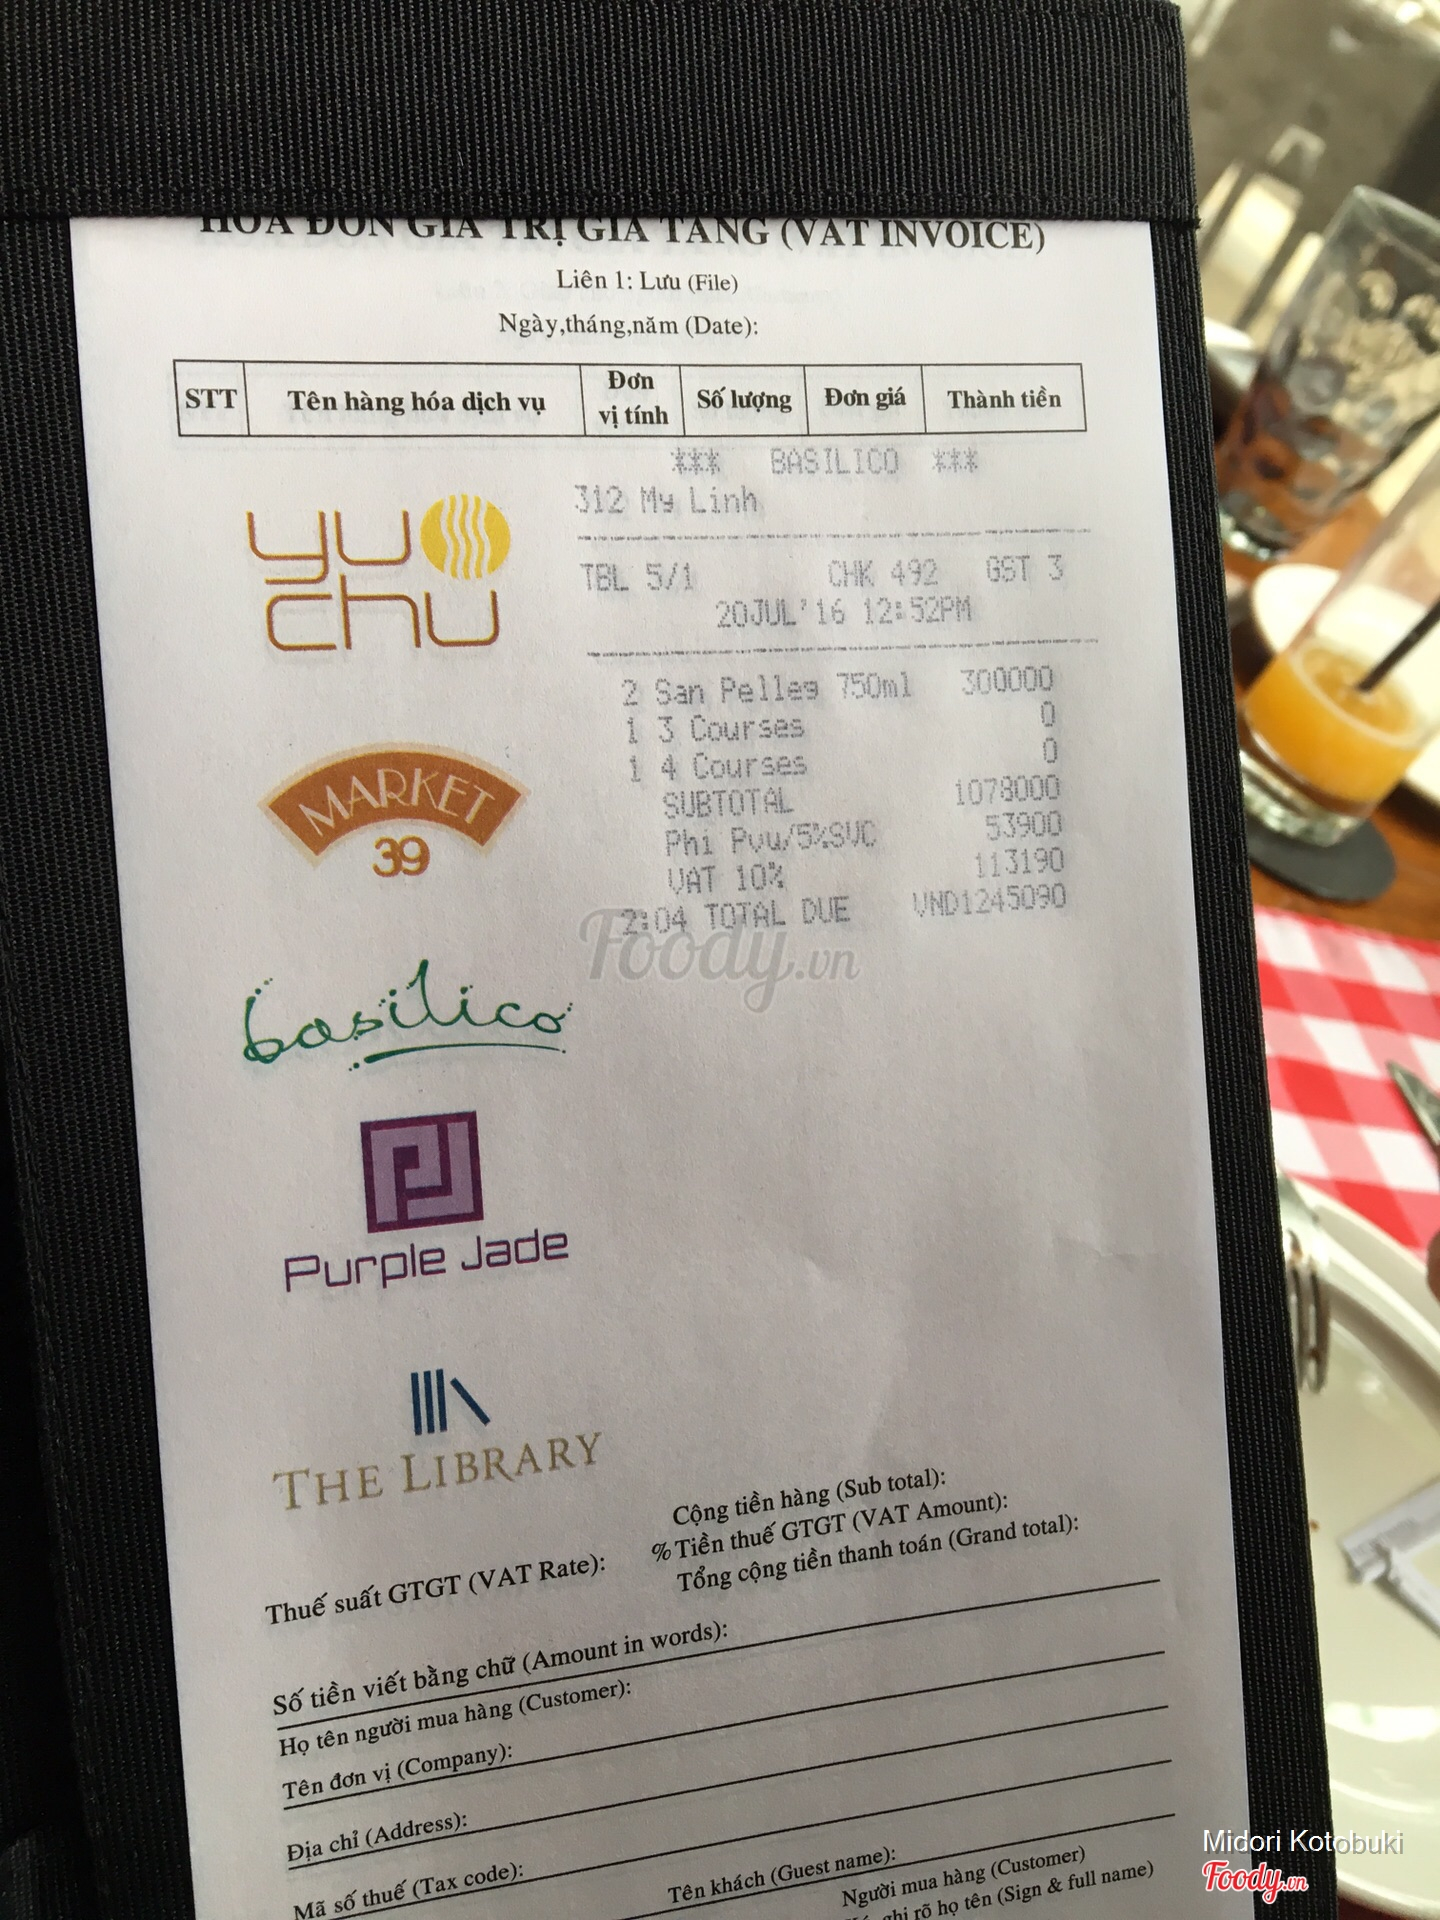 HÓA ĐƠN GIÁ TRỊ GIA TĂNG (VAT INVOICE)
Liên 1: Lưu (File)
Ngày,tháng,năm (Date):
STT Tên hàng hóa dịch vụ Đơn vị tính Số lượng Đơn giá Thành tiền
*** BASILICO ***
312 My Linh
TBL 5/1 CHK 492 GST 3
20JUL'16 12:52PM
2 San Pelleg 750ml 300000
1 3 Courses 0
1 4 Courses 0
SUBTOTAL 1078000
Phi Pvu/5%SVC 53900
VAT 10% 113190
2:04 TOTAL DUE VND1245090
Foody.vn
yu chu
MARKET
39
basilico
Purple Jade
THE LIBRARY
Cộng tiền hàng (Sub total):
Thuế suất GTGT (VAT Rate): % Tiền thuế GTGT (VAT Amount):
Tổng cộng tiền thanh toán (Grand total):
Số tiền viết bằng chữ (Amount in words):
Họ tên người mua hàng (Customer):
Tên đơn vị (Company):
Địa chỉ (Address):
Mã số thuế (Tax code):
Tên khách (Guest name):
Người mua hàng (Customer)
ghi rõ họ tên (Sign & full name)
Midori Kotobuki
Foody.vn